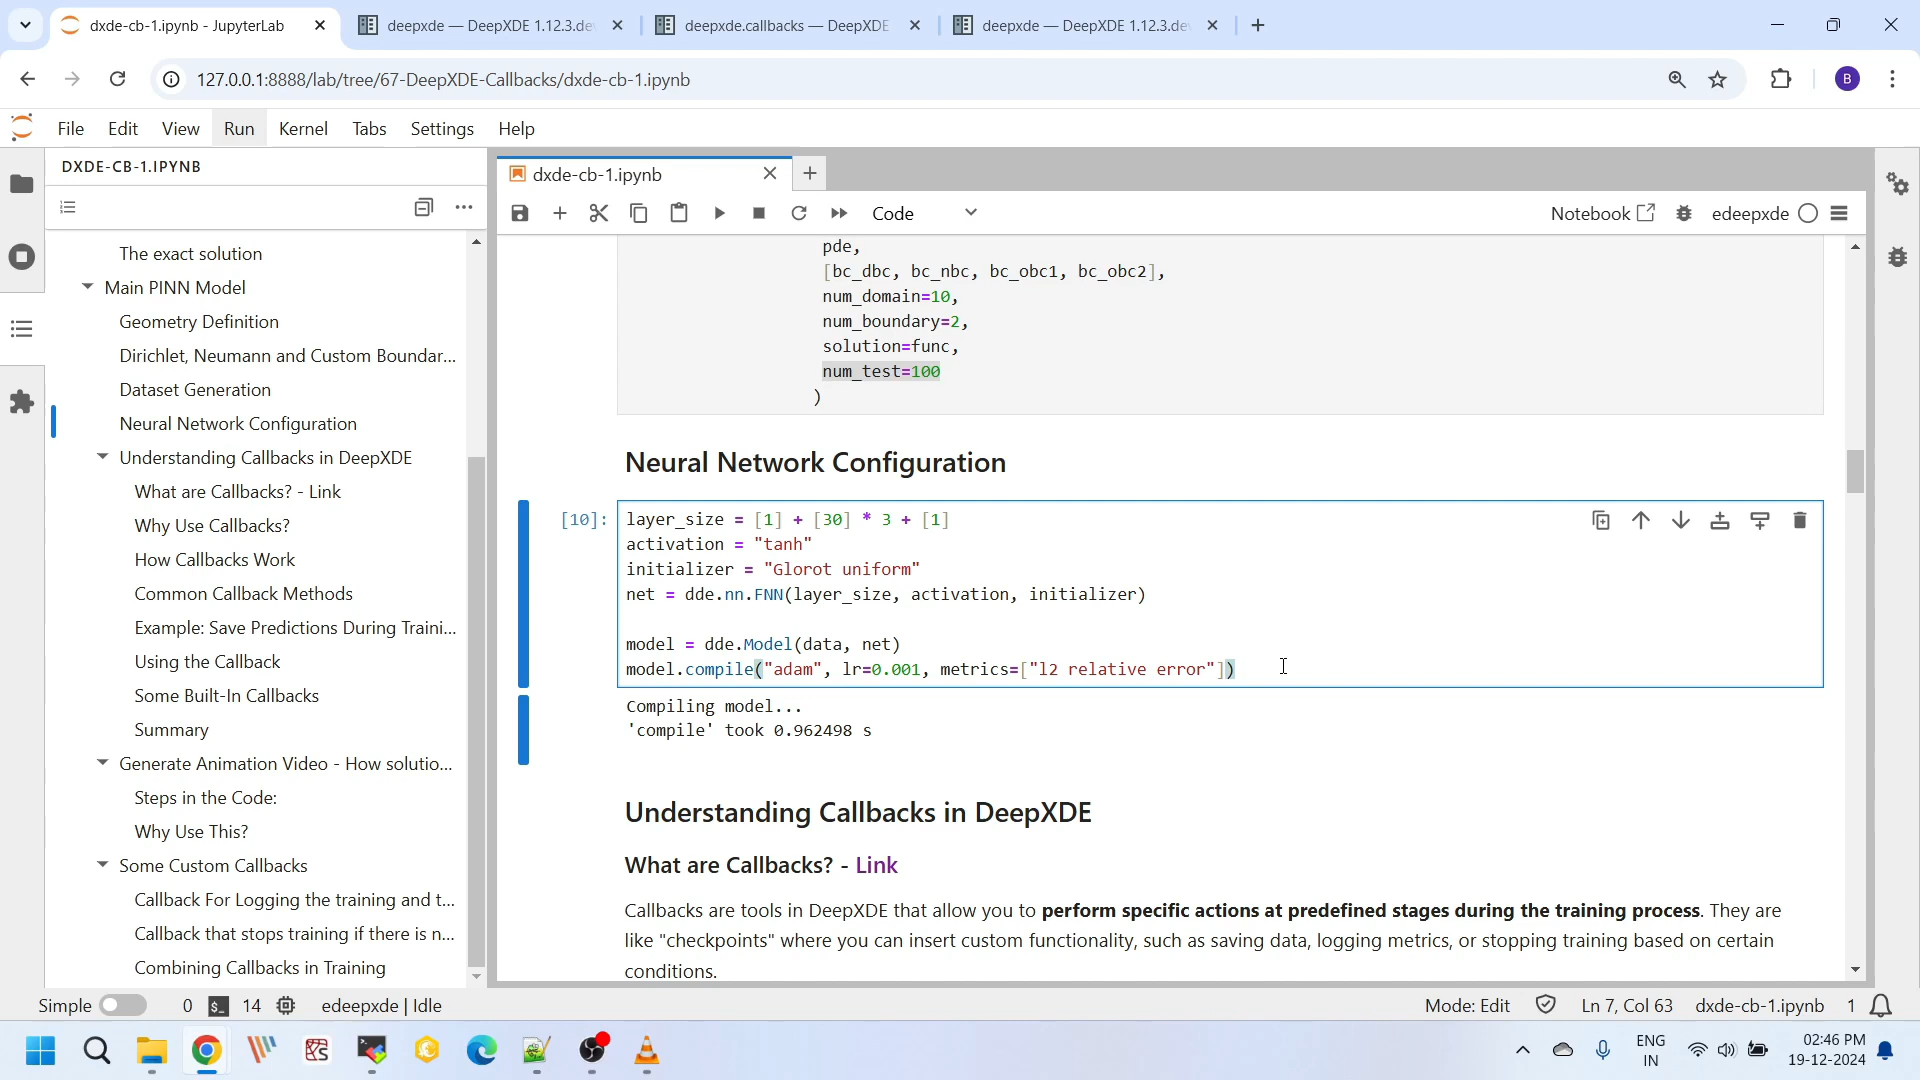 dxde-cb-1.ipynb - JupyterLab
deepxde — DeepXDE 1.12.3.de
deepxde.callbacks — DeepXDE
deepxde — DeepXDE 1.12.3.de
127.0.0.1:8888/lab/tree/67-DeepXDE-Callbacks/dxde-cb-1.ipynb
B
File Edit View Run Kernel Tabs Settings Help
DXDE-CB-1.IPYNB
The exact solution
Main PINN Model
Geometry Definition
Dirichlet, Neumann and Custom Boundar...
Dataset Generation
Neural Network Configuration
Understanding Callbacks in DeepXDE
What are Callbacks? - Link
Why Use Callbacks?
How Callbacks Work
Common Callback Methods
Example: Save Predictions During Traini...
Using the Callback
Some Built-In Callbacks
Summary
Generate Animation Video - How solutio...
Steps in the Code:
Why Use This?
Some Custom Callbacks
Callback For Logging the training and t...
Callback that stops training if there is n...
Combining Callbacks in Training
dxde-cb-1.ipynb
Code
Notebook
edeepxde
pde,
[bc_dbc, bc_nbc, bc_obc1, bc_obc2],
num_domain=10,
num_boundary=2,
solution=func,
num_test=100
)
Neural Network Configuration
[10]:
layer_size = [1] + [30] * 3 + [1]
activation = "tanh"
initializer = "Glorot uniform"
net = dde.nn.FNN(layer_size, activation, initializer)
model = dde.Model(data, net)
model.compile("adam", lr=0.001, metrics=["l2 relative error"])
Compiling model...
'compile' took 0.962498 s
Understanding Callbacks in DeepXDE
What are Callbacks? - Link
Callbacks are tools in DeepXDE that allow you to perform specific actions at predefined stages during the training process. They are
like "checkpoints" where you can insert custom functionality, such as saving data, logging metrics, or stopping training based on certain
conditions.
Simple 0 14 edeepxde | Idle
Mode: Edit Ln 7, Col 63 dxde-cb-1.ipynb 1
ENG
IN
02:46 PM
19-12-2024